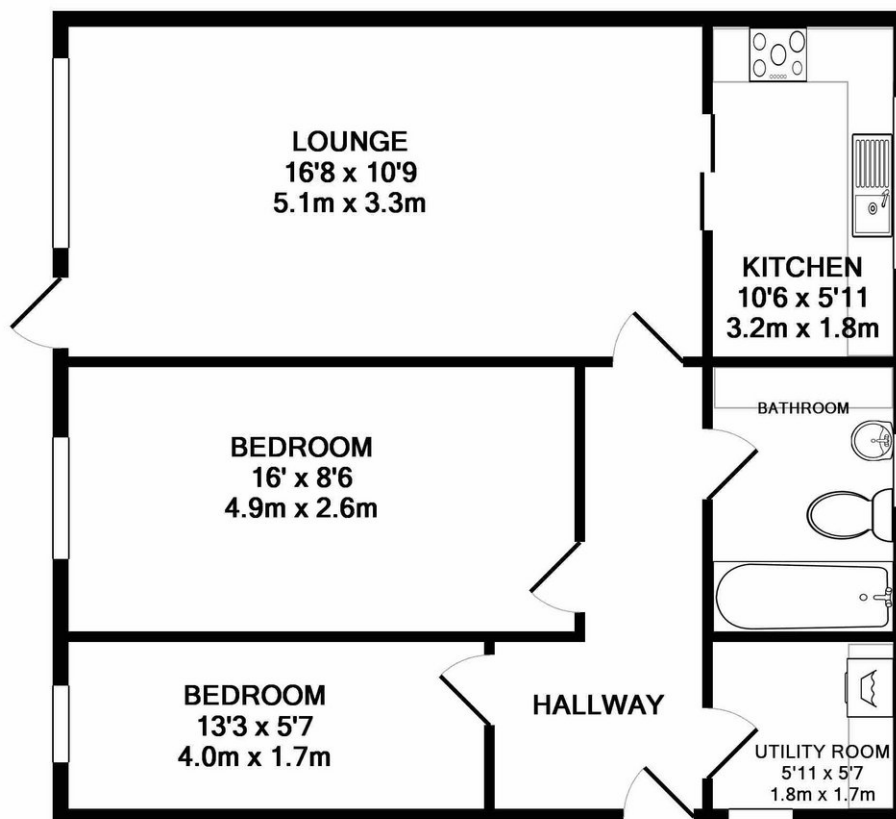 LOUNGE
16'8 x 10'9
5.1m x 3.3m
KITCHEN
10'6 x 5'11
3.2m x 1.8m
BATHROOM
BEDROOM
16' x 8'6
4.9m x 2.6m
BEDROOM
13'3 x 5'7
4.0m x 1.7m
HALLWAY
UTILITY ROOM
5'11 x 5'7
1.8m x 1.7m